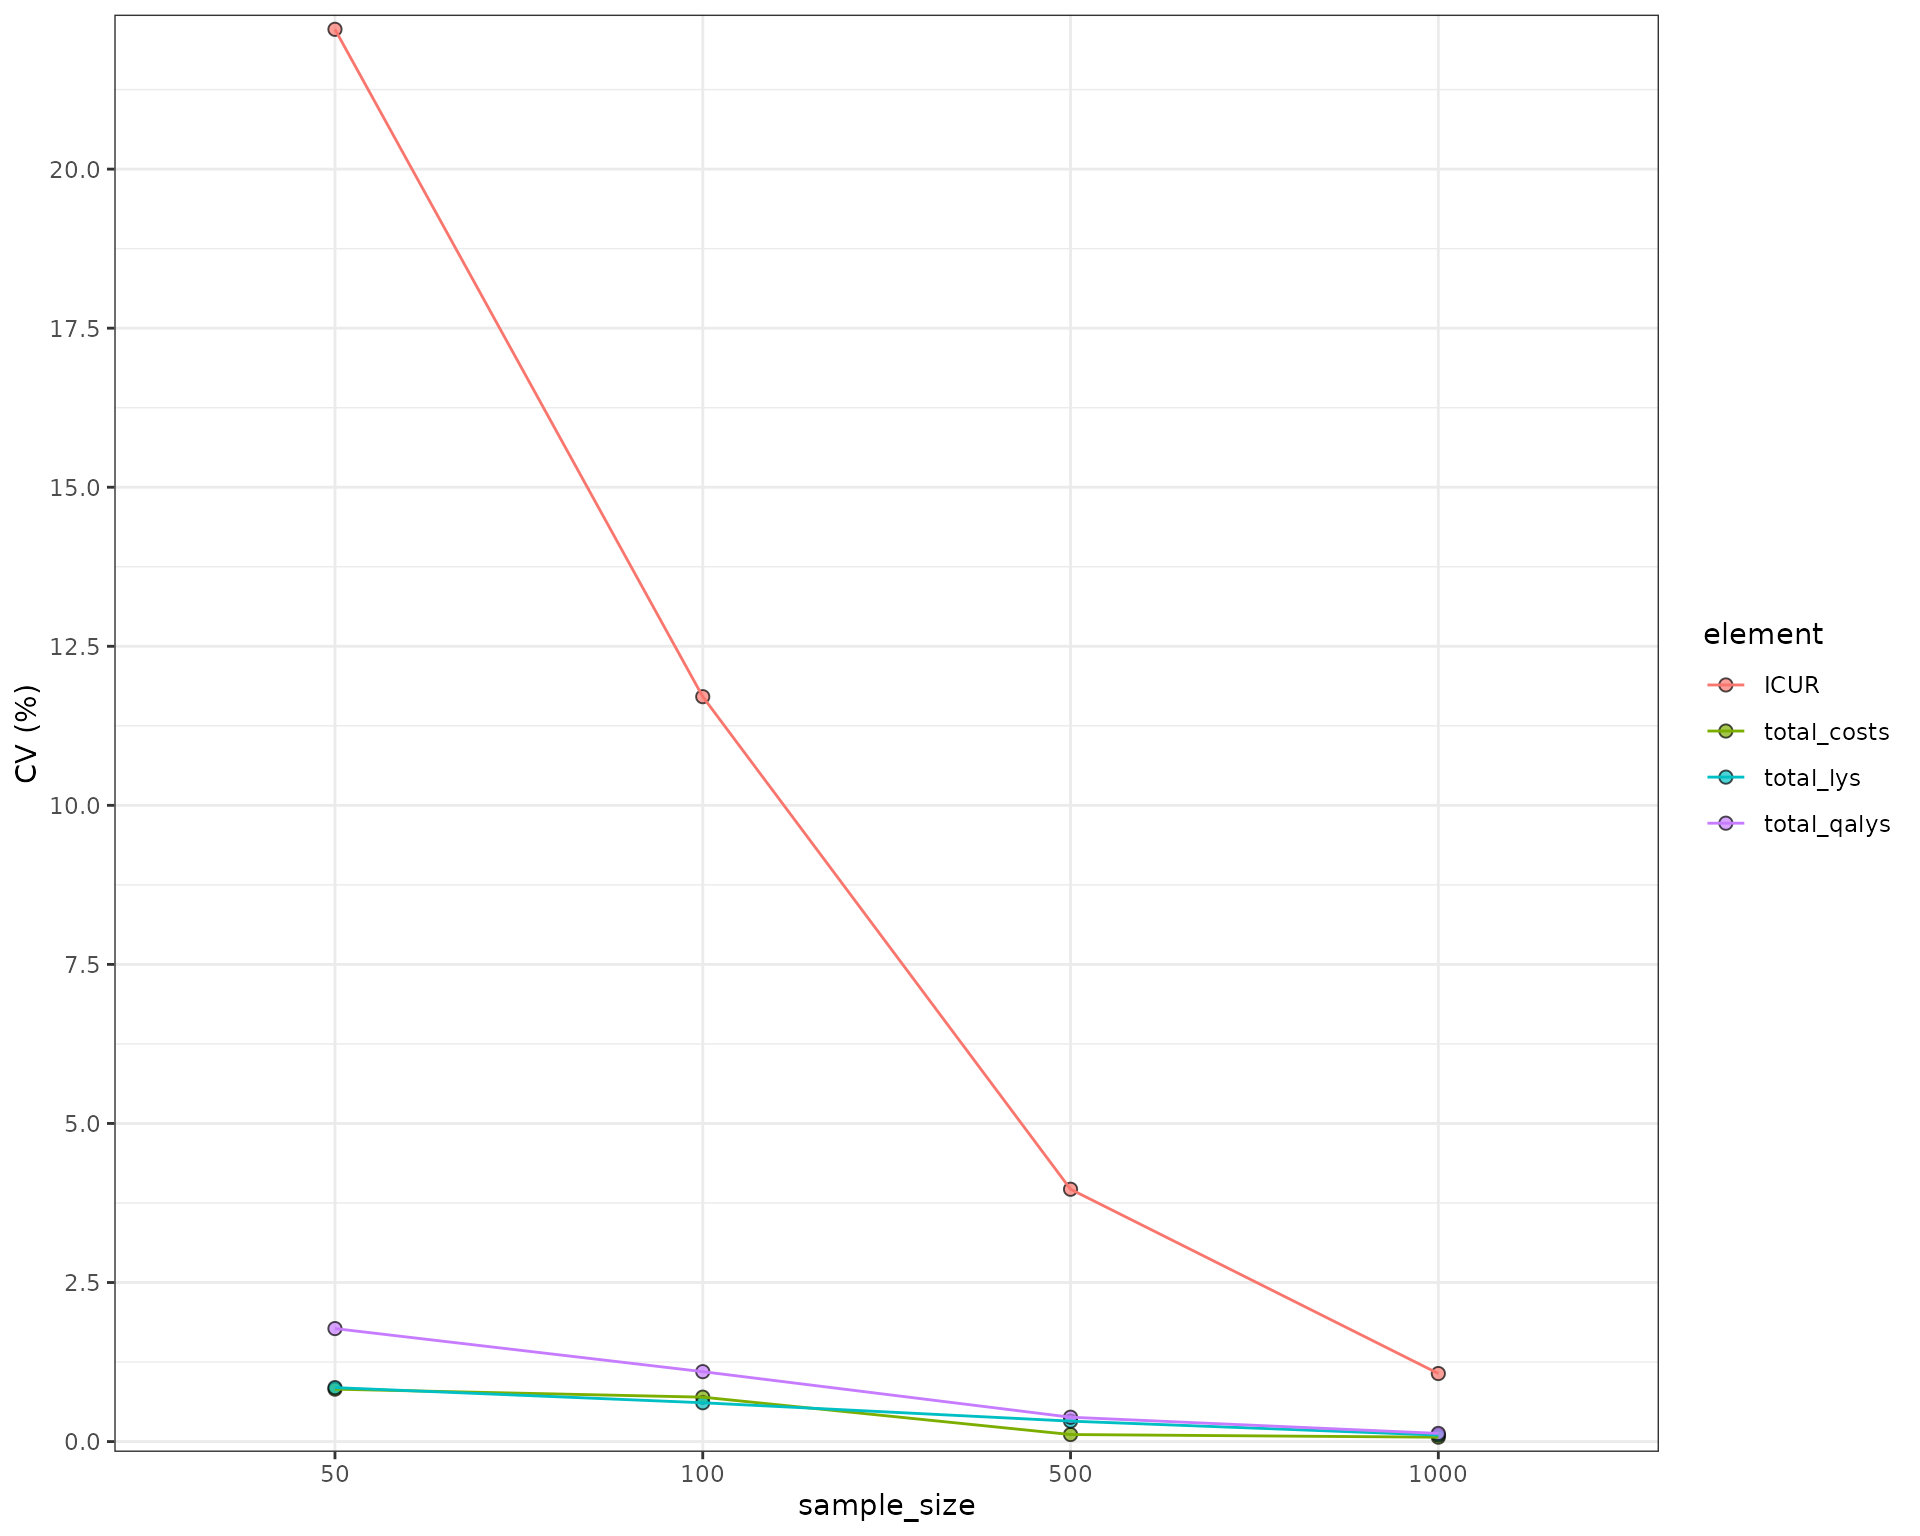 20.0
17.5
15.0
12.5
10.0
7.5
5.0
2.5
0.0
CV (%)
50 100 500 1000
sample_size
element
ICUR
total_costs
total_lys
total_qalys